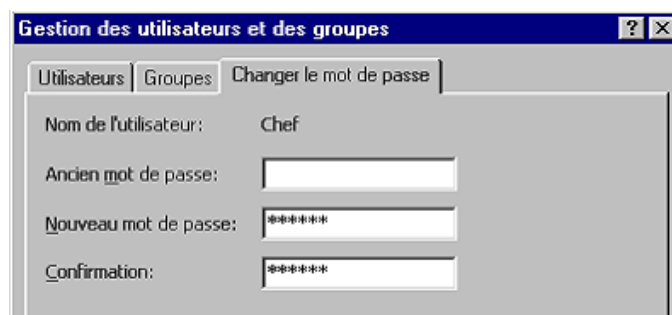 Gestion des utilisateurs et des groupes
Utilisateurs Groupes Changer le mot de passe
Nom de l'utilisateur: Chef
Ancien mot de passe:
Nouveau mot de passe: ******
Confirmation: ******